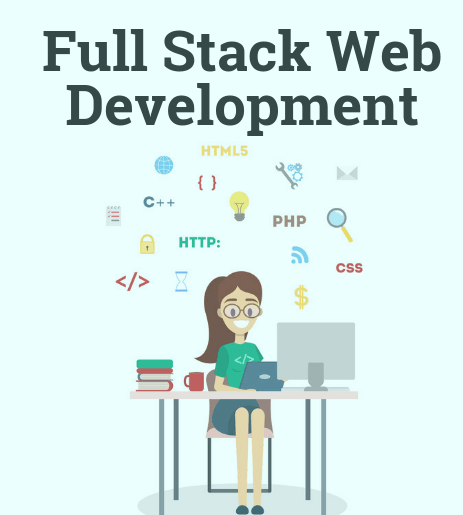 Full Stack Web
Development
HTML5
{ }
C++
PHP
HTTP:
CSS
</>
$
</>